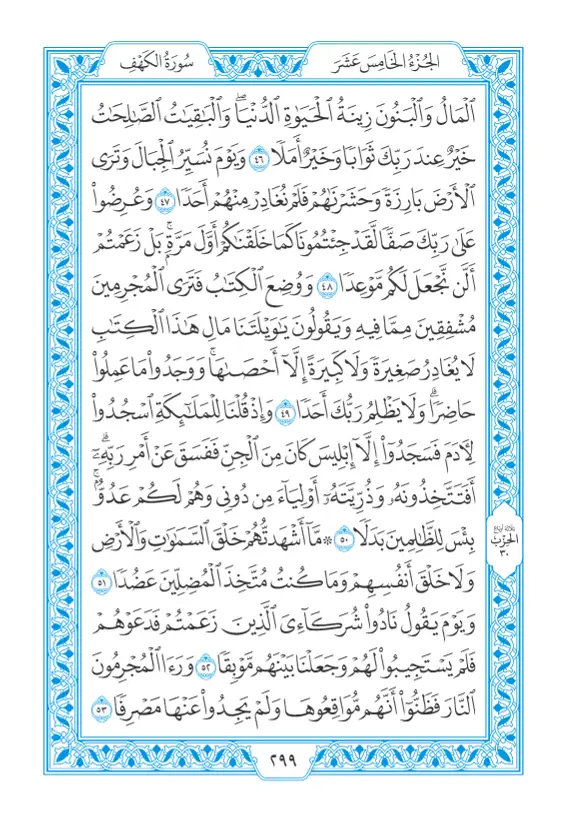 الجُزْءُ الخَامِسَ عَشَرَ
سُورَةُ الكَهْفِ
ٱلْمَالُ وَٱلْبَنُونَ زِينَةُ ٱلْحَيَوٰةِ ٱلدُّنْيَاۖ وَٱلْبَٰقِيَٰتُ ٱلصَّٰلِحَٰتُ
خَيْرٌ عِندَ رَبِّكَ ثَوَابًا وَخَيْرٌ أَمَلًا ٤٦ وَيَوْمَ نُسَيِّرُ ٱلْجِبَالَ وَتَرَى
ٱلْأَرْضَ بَارِزَةً وَحَشَرْنَٰهُمْ فَلَمْ نُغَادِرْ مِنْهُمْ أَحَدًا ٤٧ وَعُرِضُوا۟
عَلَىٰ رَبِّكَ صَفًّا لَّقَدْ جِئْتُمُونَا كَمَا خَلَقْنَٰكُمْ أَوَّلَ مَرَّةٍۭۚ بَلْ زَعَمْتُمْ
أَلَّن نَّجْعَلَ لَكُم مَّوْعِدًا ٤٨ وَوُضِعَ ٱلْكِتَٰبُ فَتَرَى ٱلْمُجْرِمِينَ
مُشْفِقِينَ مِمَّا فِيهِ وَيَقُولُونَ يَٰوَيْلَتَنَا مَالِ هَٰذَا ٱلْكِتَٰبِ
لَا يُغَادِرُ صَغِيرَةً وَلَا كَبِيرَةً إِلَّآ أَحْصَىٰهَاۚ وَوَجَدُوا۟ مَا عَمِلُوا۟
حَاضِرًاۗ وَلَا يَظْلِمُ رَبُّكَ أَحَدًا ٤٩ وَإِذْ قُلْنَا لِلْمَلَٰٓئِكَةِ ٱسْجُدُوا۟
لِءَادَمَ فَسَجَدُوٓا۟ إِلَّآ إِبْلِيسَ كَانَ مِنَ ٱلْجِنِّ فَفَسَقَ عَنْ أَمْرِ رَبِّهِۦٓۗ
أَفَتَتَّخِذُونَهُۥ وَذُرِّيَّتَهُۥٓ أَوْلِيَآءَ مِن دُونِى وَهُمْ لَكُمْ عَدُوٌّۢۚ
بِئْسَ لِلظَّٰلِمِينَ بَدَلًا ٥٠ ۞ مَّآ أَشْهَدتُّهُمْ خَلْقَ ٱلسَّمَٰوَٰتِ وَٱلْأَرْضِ
وَلَا خَلْقَ أَنفُسِهِمْ وَمَا كُنتُ مُتَّخِذَ ٱلْمُضِلِّينَ عَضُدًا ٥١
وَيَوْمَ يَقُولُ نَادُوا۟ شُرَكَآءِىَ ٱلَّذِينَ زَعَمْتُمْ فَدَعَوْهُمْ
فَلَمْ يَسْتَجِيبُوا۟ لَهُمْ وَجَعَلْنَا بَيْنَهُم مَّوْبِقًا ٥٢ وَرَءَا ٱلْمُجْرِمُونَ
ٱلنَّارَ فَظَنُّوٓا۟ أَنَّهُم مُّوَاقِعُوهَا وَلَمْ يَجِدُوا۟ عَنْهَا مَصْرِفًا ٥٣
ثلاثة أرباع
الحِزْبِ
٣٠
٢٩٩